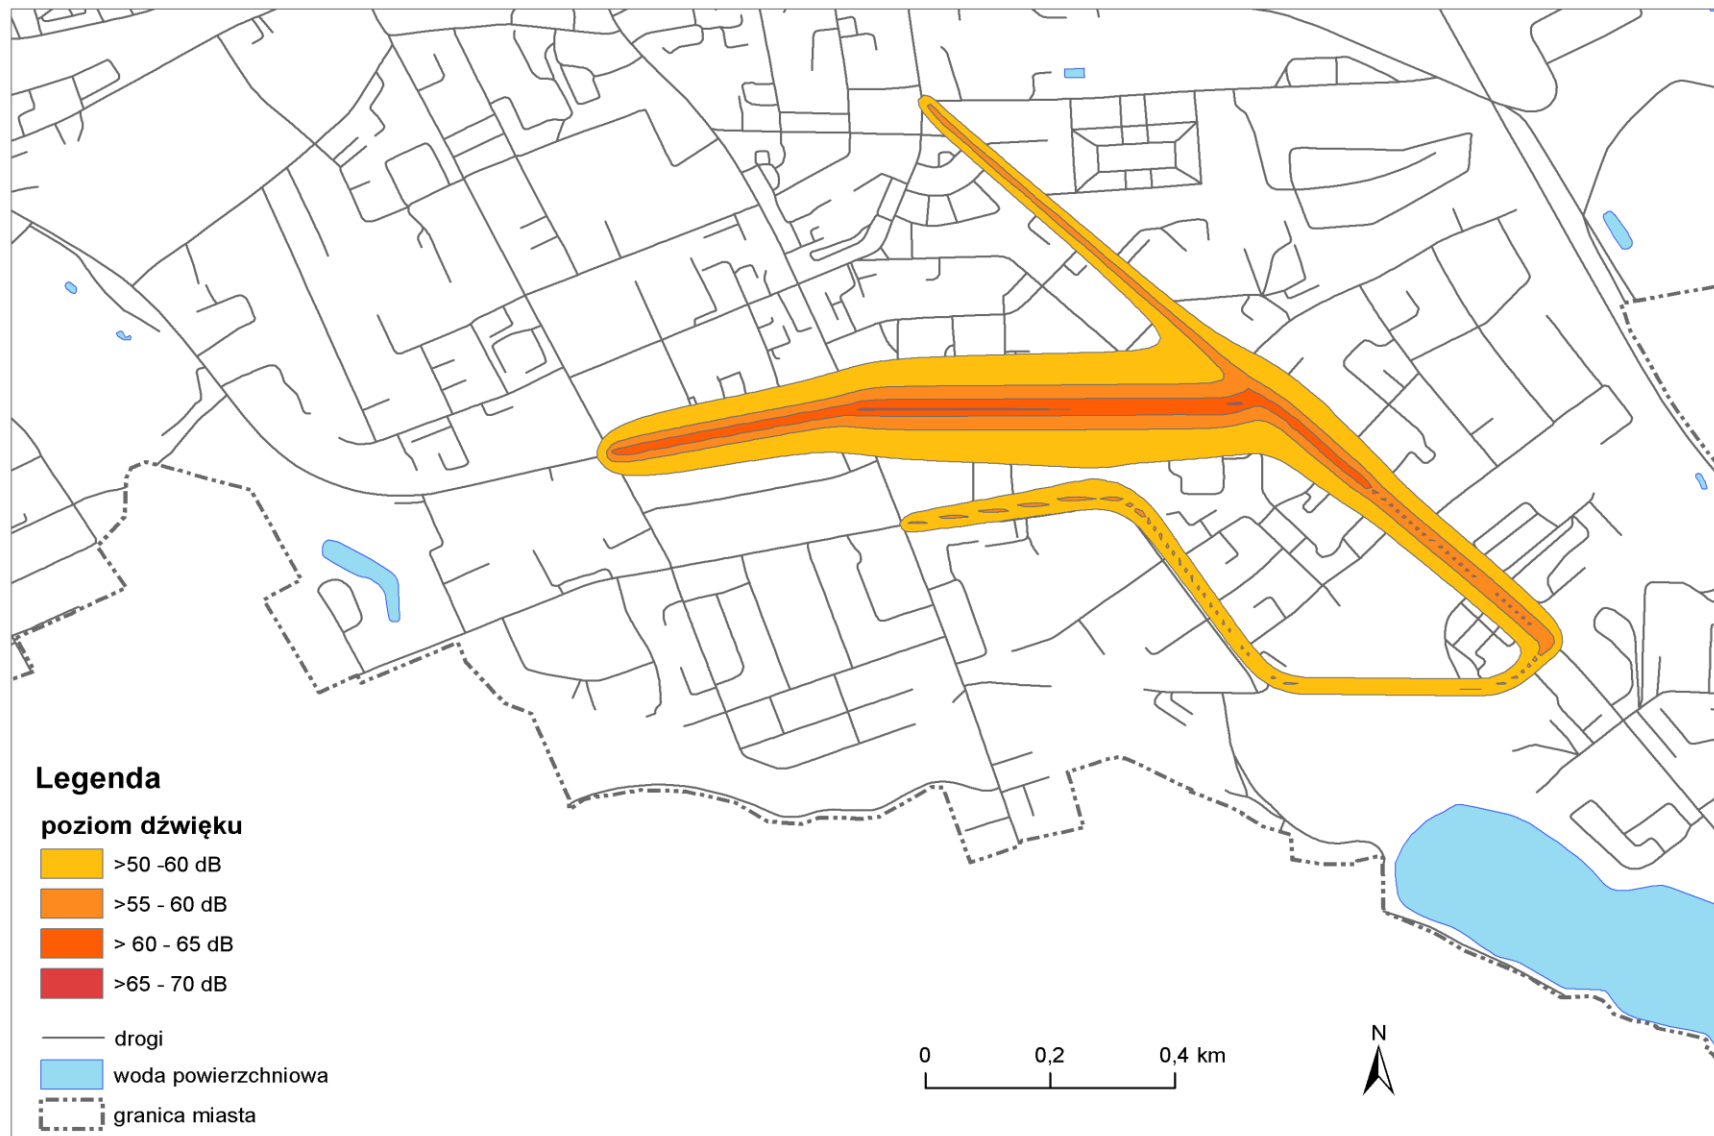 Legenda
poziom dźwięku
>50 -60 dB
>55 - 60 dB
> 60 - 65 dB
>65 - 70 dB
drogi
woda powierzchniowa
granica miasta
0 0,2 0,4 km
N